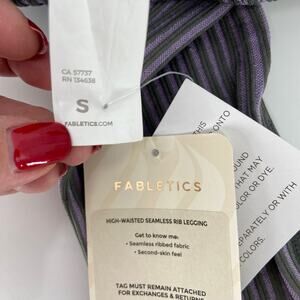 CA 57737
RN 134638
S
FABLETICS.COM
FABLETICS
HIGH-WAISTED SEAMLESS RIB LEGGING
Get to know me:
• Seamless ribbed fabric
• Second-skin feel
TAG MUST REMAIN ATTACHED
FOR EXCHANGES & RETURNS
THIS
OUND
THAT MAY
COLOR OR DYE.
SEPARATELY OR WITH
COLORS.